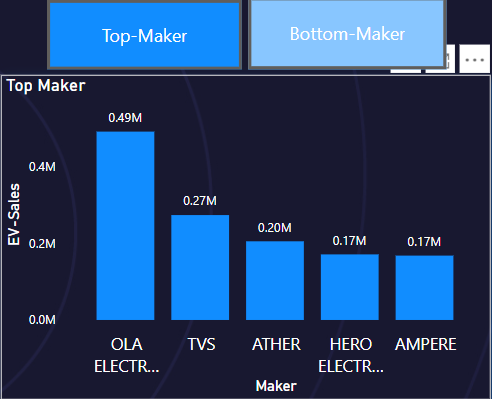 Top-Maker
Bottom-Maker
Top Maker
0.49M
0.27M
0.20M
0.17M
0.17M
0.4M
0.2M
0.0M
EV-Sales
OLA ELECTR...
TVS
ATHER
HERO ELECTR...
AMPERE
Maker